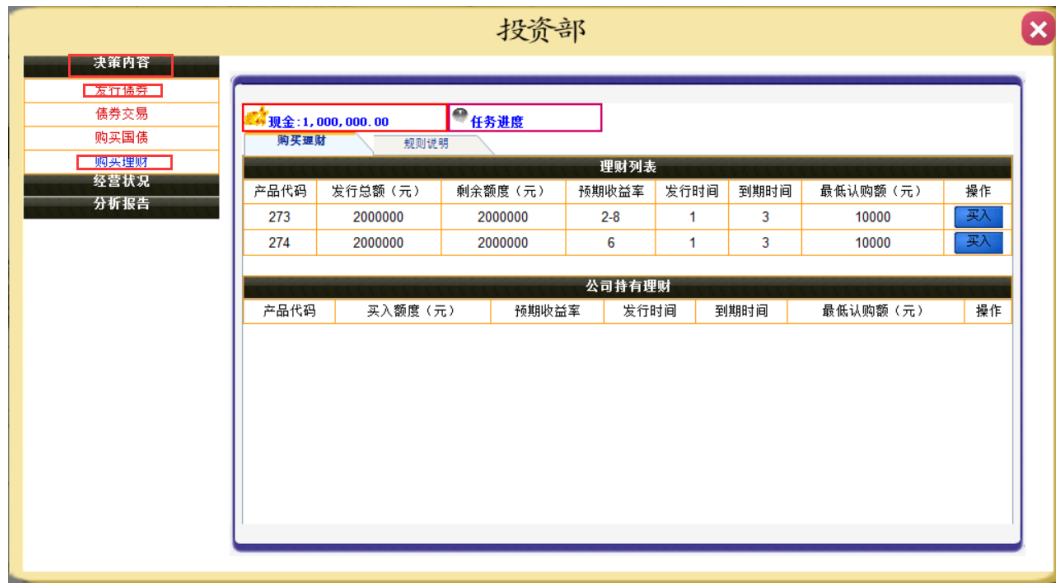 投资部
决策内容
发行债券
债券交易
购买国债
购买理财
经营状况
分析报告
现金:1,000,000.00 任务进度
购买理财 规则说明
理财列表
产品代码 发行总额（元） 剩余额度（元） 预期收益率 发行时间 到期时间 最低认购额（元） 操作
273 2000000 2000000 2-8 1 3 10000 买入
274 2000000 2000000 6 1 3 10000 买入
公司持有理财
产品代码 买入额度（元） 预期收益率 发行时间 到期时间 最低认购额（元） 操作